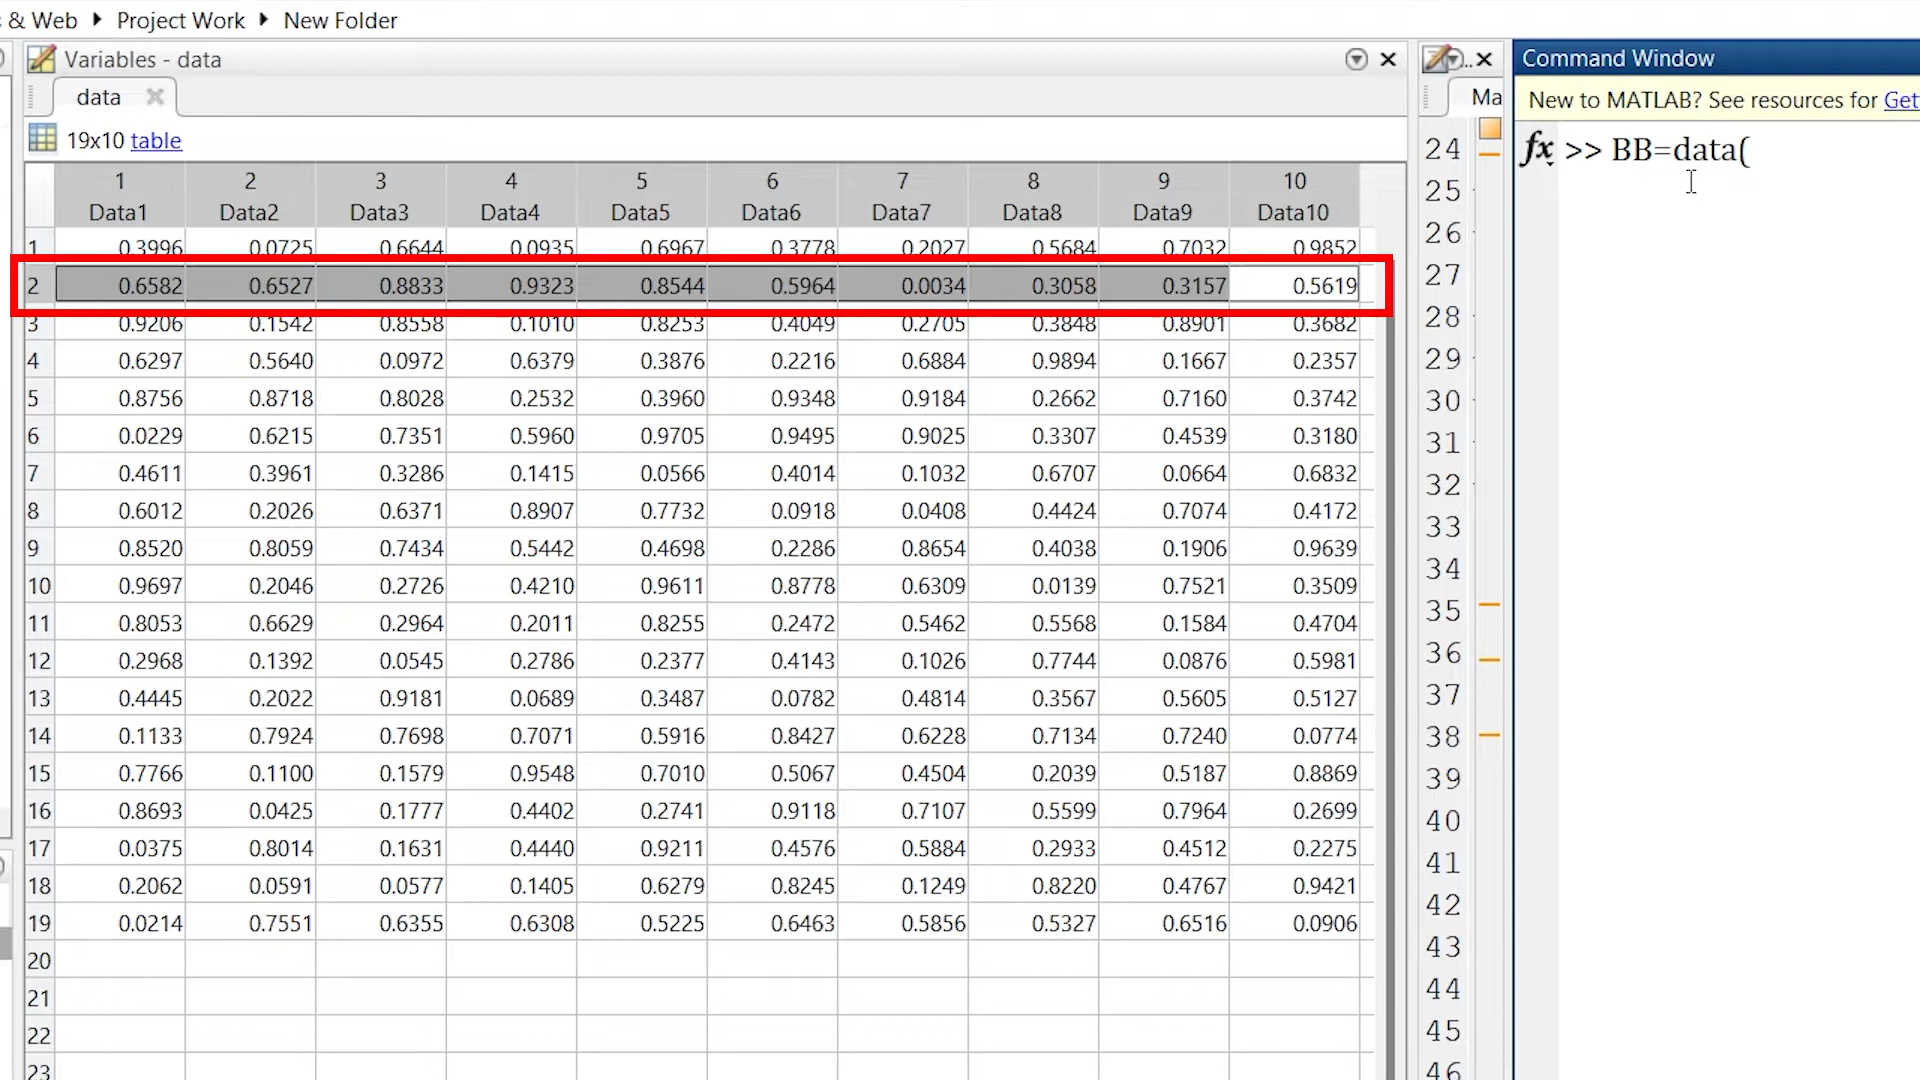 & Web ▶ Project Work ▶ New Folder
Variables - data
data
19x10 table
1 2 3 4 5 6 7 8 9 10
Data1 Data2 Data3 Data4 Data5 Data6 Data7 Data8 Data9 Data10
1 0.3996 0.0725 0.6644 0.0935 0.6967 0.3778 0.2027 0.5684 0.7032 0.9852
2 0.6582 0.6527 0.8833 0.9323 0.8544 0.5964 0.0034 0.3058 0.3157 0.5619
3 0.9206 0.1542 0.8558 0.1010 0.8253 0.4049 0.2705 0.3848 0.8901 0.3682
4 0.6297 0.5640 0.0972 0.6379 0.3876 0.2216 0.6884 0.9894 0.1667 0.2357
5 0.8756 0.8718 0.8028 0.2532 0.3960 0.9348 0.9184 0.2662 0.7160 0.3742
6 0.0229 0.6215 0.7351 0.5960 0.9705 0.9495 0.9025 0.3307 0.4539 0.3180
7 0.4611 0.3961 0.3286 0.1415 0.0566 0.4014 0.1032 0.6707 0.0664 0.6832
8 0.6012 0.2026 0.6371 0.8907 0.7732 0.0918 0.0408 0.4424 0.7074 0.4172
9 0.8520 0.8059 0.7434 0.5442 0.4698 0.2286 0.8654 0.4038 0.1906 0.9639
10 0.9697 0.2046 0.2726 0.4210 0.9611 0.8778 0.6309 0.0139 0.7521 0.3509
11 0.8053 0.6629 0.2964 0.2011 0.8255 0.2472 0.5462 0.5568 0.1584 0.4704
12 0.2968 0.1392 0.0545 0.2786 0.2377 0.4143 0.1026 0.7744 0.0876 0.5981
13 0.4445 0.2022 0.9181 0.0689 0.3487 0.0782 0.4814 0.3567 0.5605 0.5127
14 0.1133 0.7924 0.7698 0.7071 0.5916 0.8427 0.6228 0.7134 0.7240 0.0774
15 0.7766 0.1100 0.1579 0.9548 0.7010 0.5067 0.4504 0.2039 0.5187 0.8869
16 0.8693 0.0425 0.1777 0.4402 0.2741 0.9118 0.7107 0.5599 0.7964 0.2699
17 0.0375 0.8014 0.1631 0.4440 0.9211 0.4576 0.5884 0.2933 0.4512 0.2275
18 0.2062 0.0591 0.0577 0.1405 0.6279 0.8245 0.1249 0.8220 0.4767 0.9421
19 0.0214 0.7551 0.6355 0.6308 0.5225 0.6463 0.5856 0.5327 0.6516 0.0906
20
21
22
23
Ma
24
25
26
27
28
29
30
31
32
33
34
35
36
37
38
39
40
41
42
43
44
45
46
Command Window
New to MATLAB? See resources for Get
fx >> BB=data(